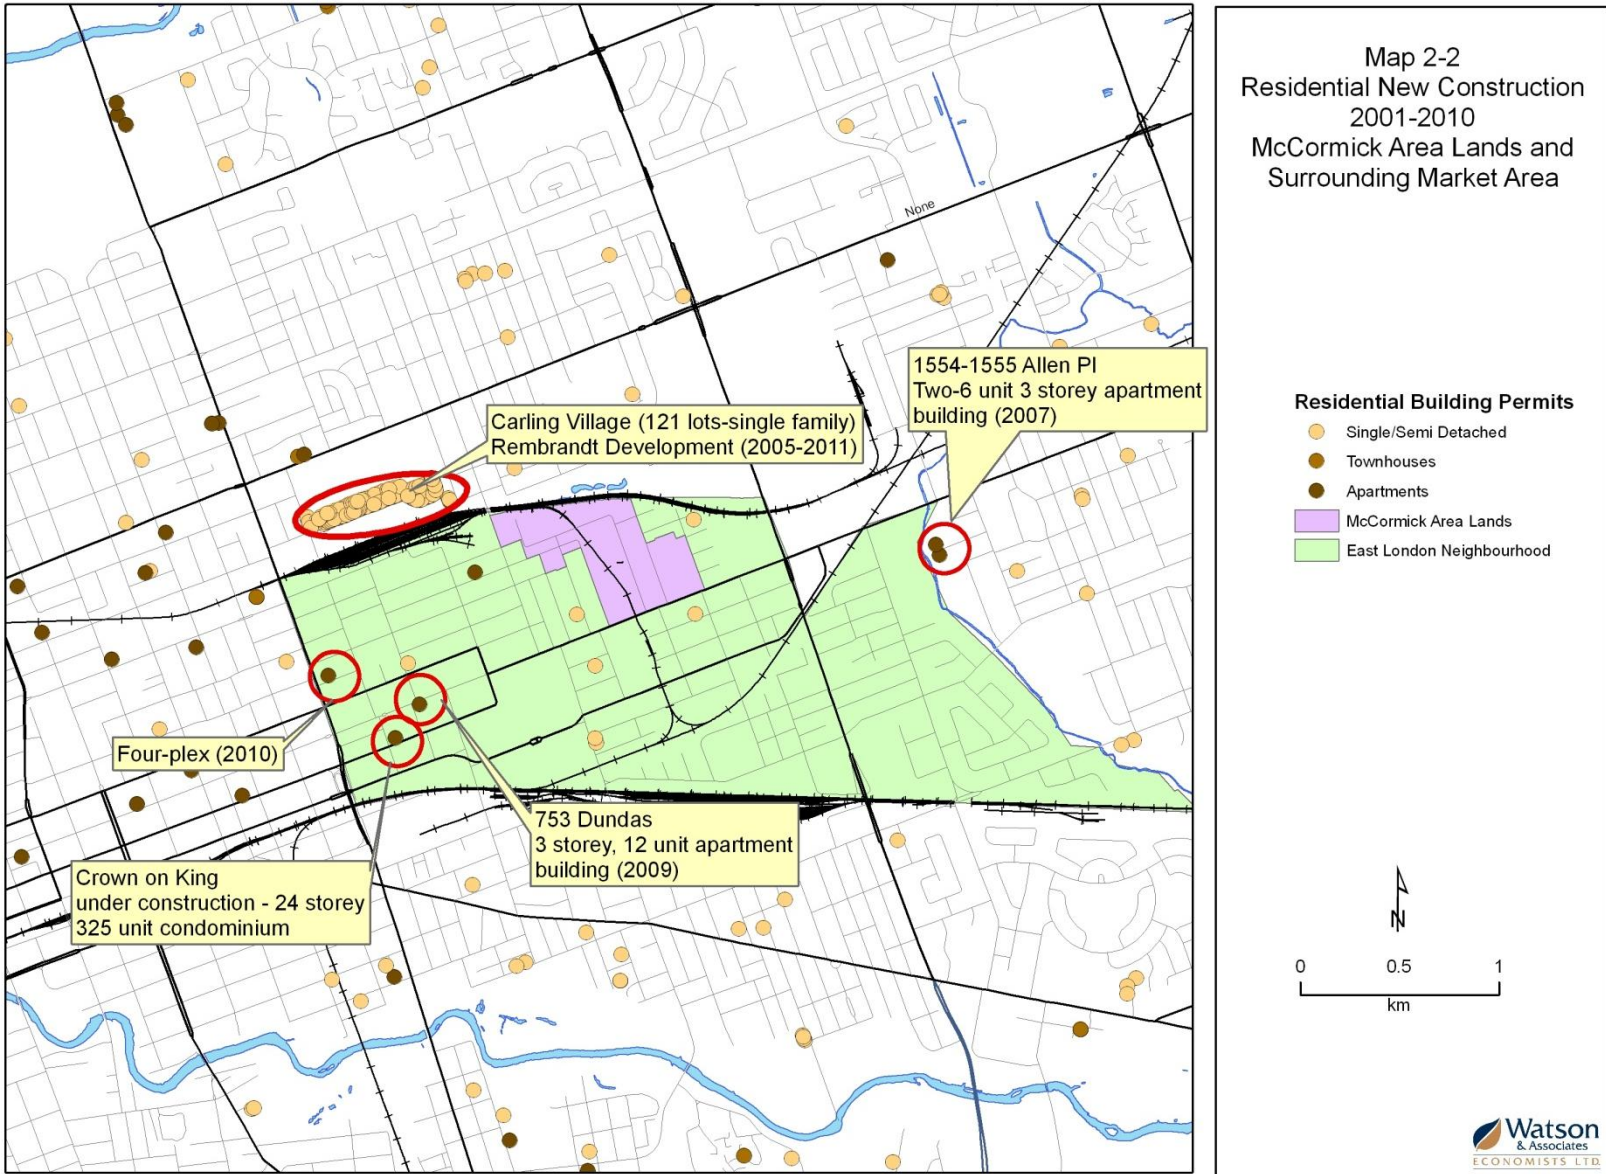 Map 2-2
Residential New Construction
2001-2010
McCormick Area Lands and
Surrounding Market Area
None
1554-1555 Allen Pl
Two-6 unit 3 storey apartment
building (2007)
Carling Village (121 lots-single family)
Rembrandt Development (2005-2011)
Residential Building Permits
Single/Semi Detached
Townhouses
Apartments
McCormick Area Lands
East London Neighbourhood
Four-plex (2010)
753 Dundas
3 storey, 12 unit apartment
building (2009)
Crown on King
under construction - 24 storey
325 unit condominium
N
0 0.5 1
km
Watson
& Associates
ECONOMISTS LTD.